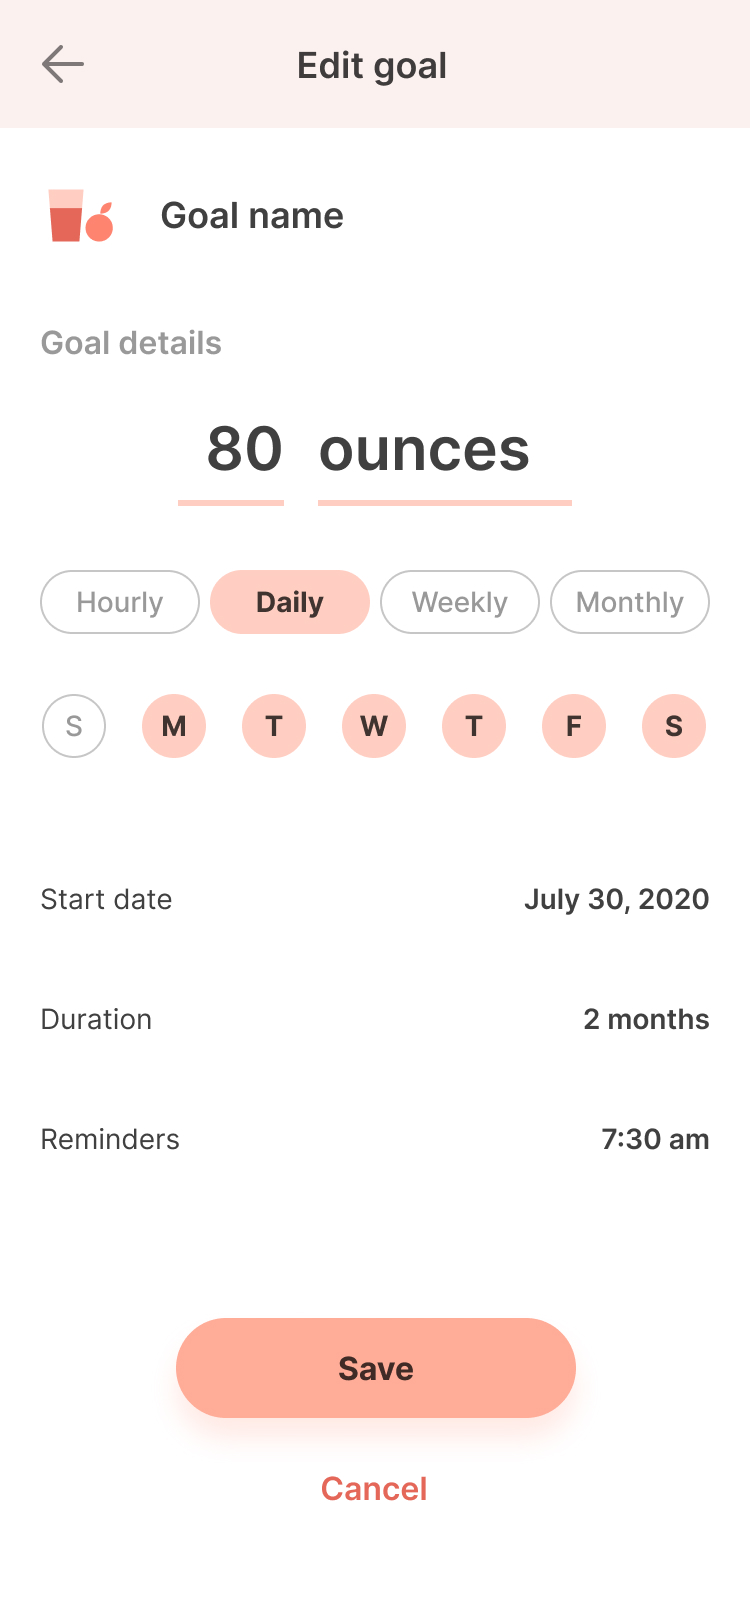 Edit goal
Goal name
Goal details
80 ounces
Hourly Daily Weekly Monthly
S M T W T F S
Start date July 30, 2020
Duration 2 months
Reminders 7:30 am
Save
Cancel